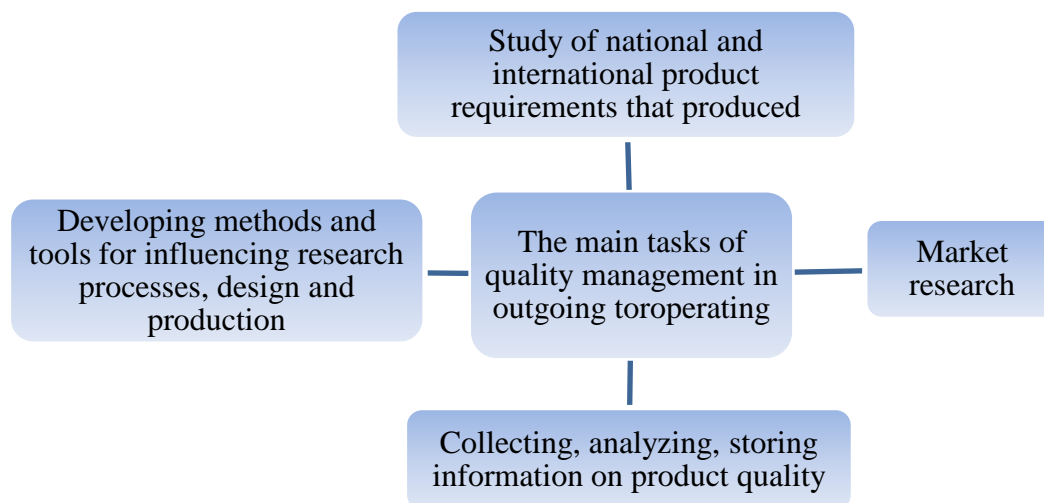 Study of national and
international product
requirements that produced
Developing methods and
tools for influencing research
processes, design and
production
The main tasks of
quality management in
outgoing toroperating
Market
research
Collecting, analyzing, storing
information on product quality